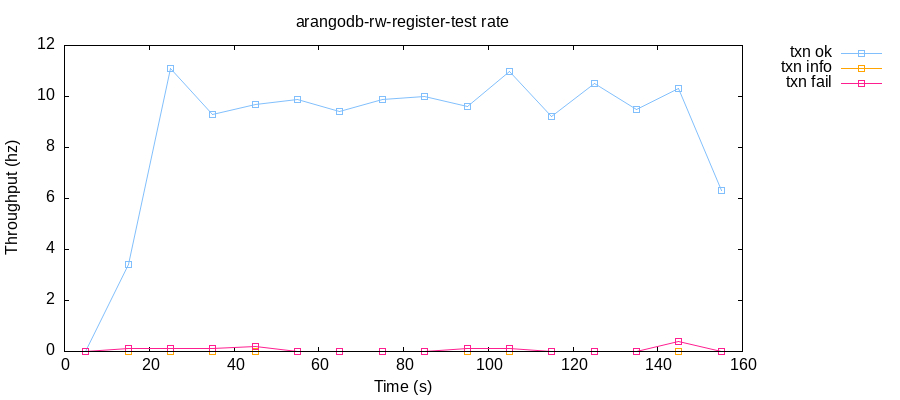 arangodb-rw-register-test rate
txn ok
txn info
txn fail
Throughput (hz)
12
10
8
6
4
2
0
0 20 40 60 80 100 120 140 160
Time (s)